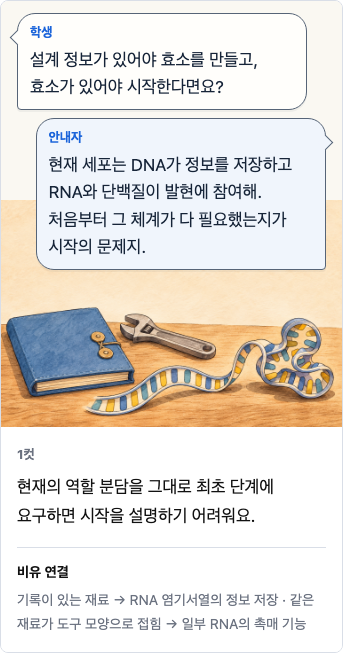 학생
설계 정보가 있어야 효소를 만들고,
효소가 있어야 시작한다면요?
안내자
현재 세포는 DNA가 정보를 저장하고
RNA와 단백질이 발현에 참여해.
처음부터 그 체계가 다 필요했는지가
시작의 문제지.
1컷
현재의 역할 분담을 그대로 최초 단계에
요구하면 시작을 설명하기 어려워요.
비유 연결
기록이 있는 재료 → RNA 염기서열의 정보 저장 · 같은
재료가 도구 모양으로 접힘 → 일부 RNA의 촉매 기능